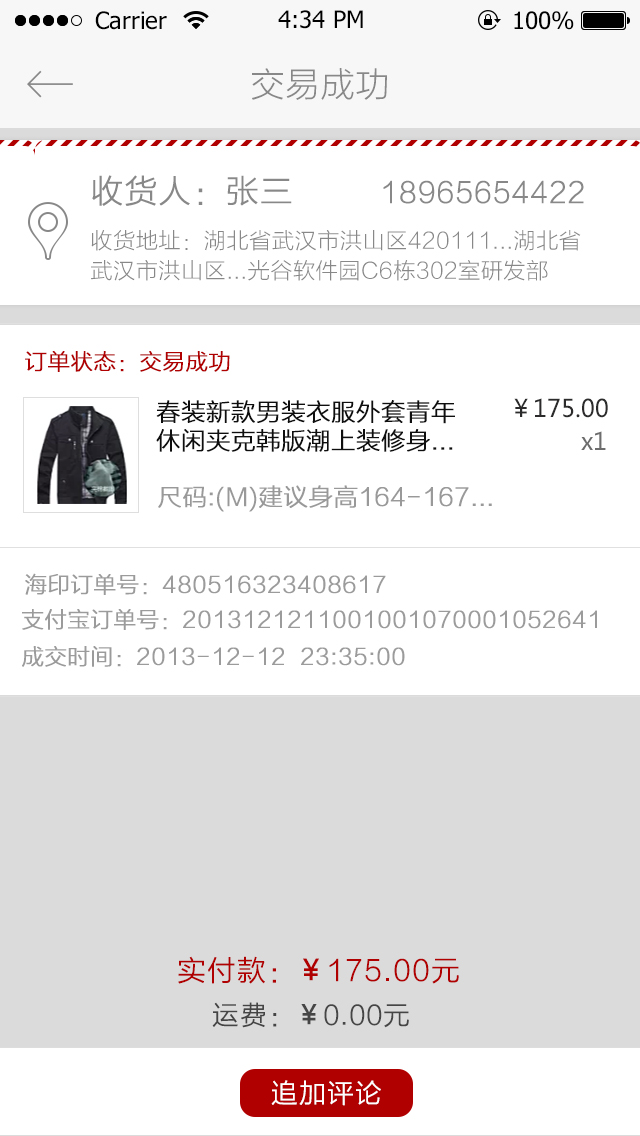 Carrier 4:34 PM 100%
交易成功
收货人：张三 18965654422
收货地址：湖北省武汉市洪山区420111...湖北省
武汉市洪山区...光谷软件园C6栋302室研发部
订单状态：交易成功
春装新款男装衣服外套青年 ¥175.00
休闲夹克韩版潮上装修身... x1
尺码:(M)建议身高164-167...
海印订单号：480516323408617
支付宝订单号：2013121211001001070001052641
成交时间：2013-12-12 23:35:00
实付款：¥175.00元
运费：¥0.00元
追加评论